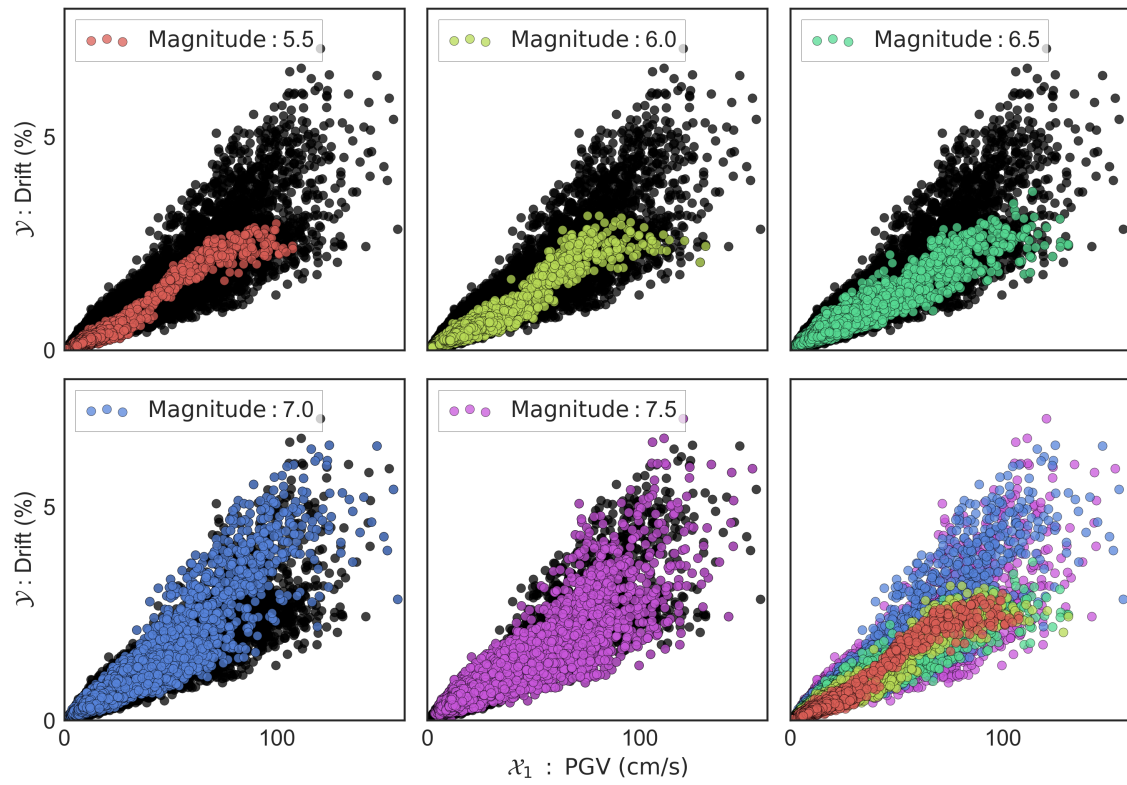 Magnitude : 5.5
Magnitude : 6.0
Magnitude : 6.5
𝒴 : Drift (%)
5
0
Magnitude : 7.0
Magnitude : 7.5
𝒴 : Drift (%)
5
0
0 100 0 100 0 100
𝒳₁ : PGV (cm/s)